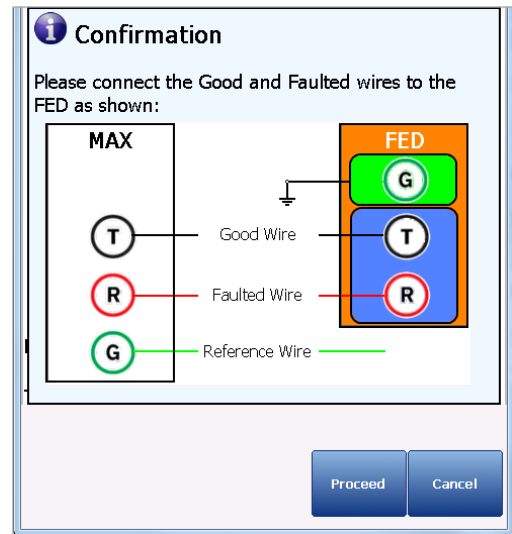 i Confirmation
Please connect the Good and Faulted wires to the
FED as shown:
MAX FED
G
T Good Wire T
R Faulted Wire R
G Reference Wire
Proceed Cancel